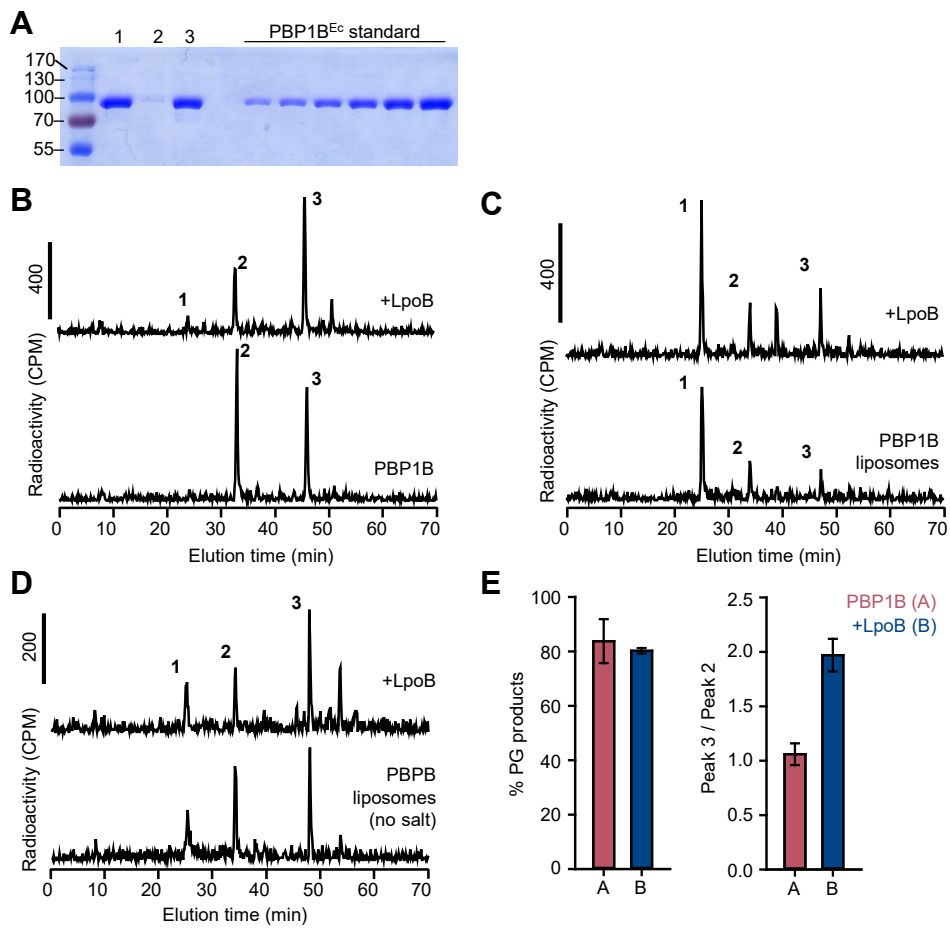 A
1 2 3 PBP1BEc standard
170
130
100
70
55
B
Radioactivity (CPM)
400
1
2
3
+LpoB
2
3
PBP1B
0 10 20 30 40 50 60 70
Elution time (min)
C
Radioactivity (CPM)
400
1
2
3
+LpoB
1
2
3
PBP1B
liposomes
0 10 20 30 40 50 60 70
Elution time (min)
D
Radioactivity (CPM)
200
1
2
3
+LpoB
PBPB
liposomes
(no salt)
0 10 20 30 40 50 60 70
Elution time (min)
E
% PG products
100
80
60
40
20
0
A B
Peak 3 / Peak 2
2.5
2.0
1.5
1.0
0.5
0.0
A B
PBP1B (A)
+LpoB (B)